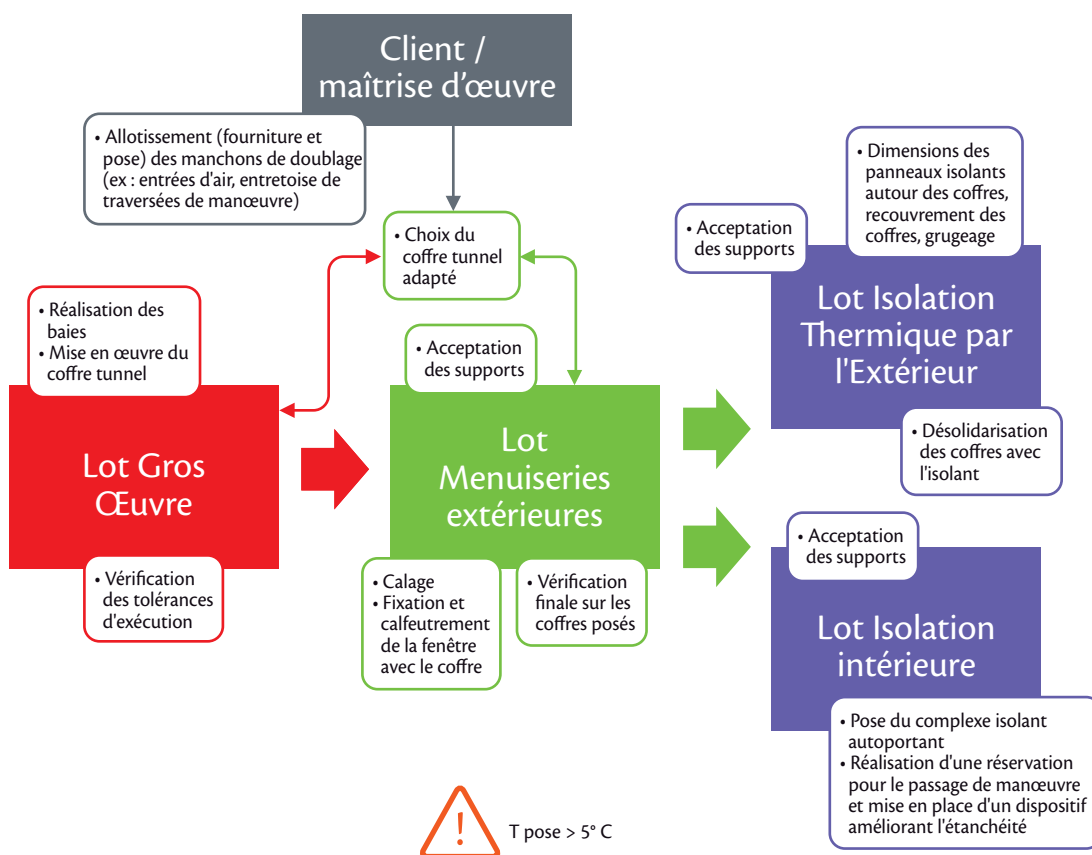 Client /
maîtrise d'œuvre
• Allotissement (fourniture et
pose) des manchons de doublage
(ex : entrées d'air, entretoise de
traversées de manœuvre)
• Choix du
coffre tunnel
adapté
• Réalisation des
baies
• Mise en œuvre du
coffre tunnel
Lot Gros
Œuvre
• Vérification
des tolérances
d'exécution
• Acceptation
des supports
Lot
Menuiseries
extérieures
• Calage
• Fixation et
calfeutrement
de la fenêtre
avec le coffre
• Vérification
finale sur les
coffres posés
• Acceptation
des supports
• Dimensions des
panneaux isolants
autour des coffres,
recouvrement des
coffres, grugeage
Lot Isolation
Thermique par
l'Extérieur
• Désolidarisation
des coffres avec
l'isolant
• Acceptation
des supports
Lot Isolation
intérieure
• Pose du complexe isolant
autoportant
• Réalisation d'une réservation
pour le passage de manœuvre
et mise en place d'un dispositif
améliorant l'étanchéité
! T pose > 5° C